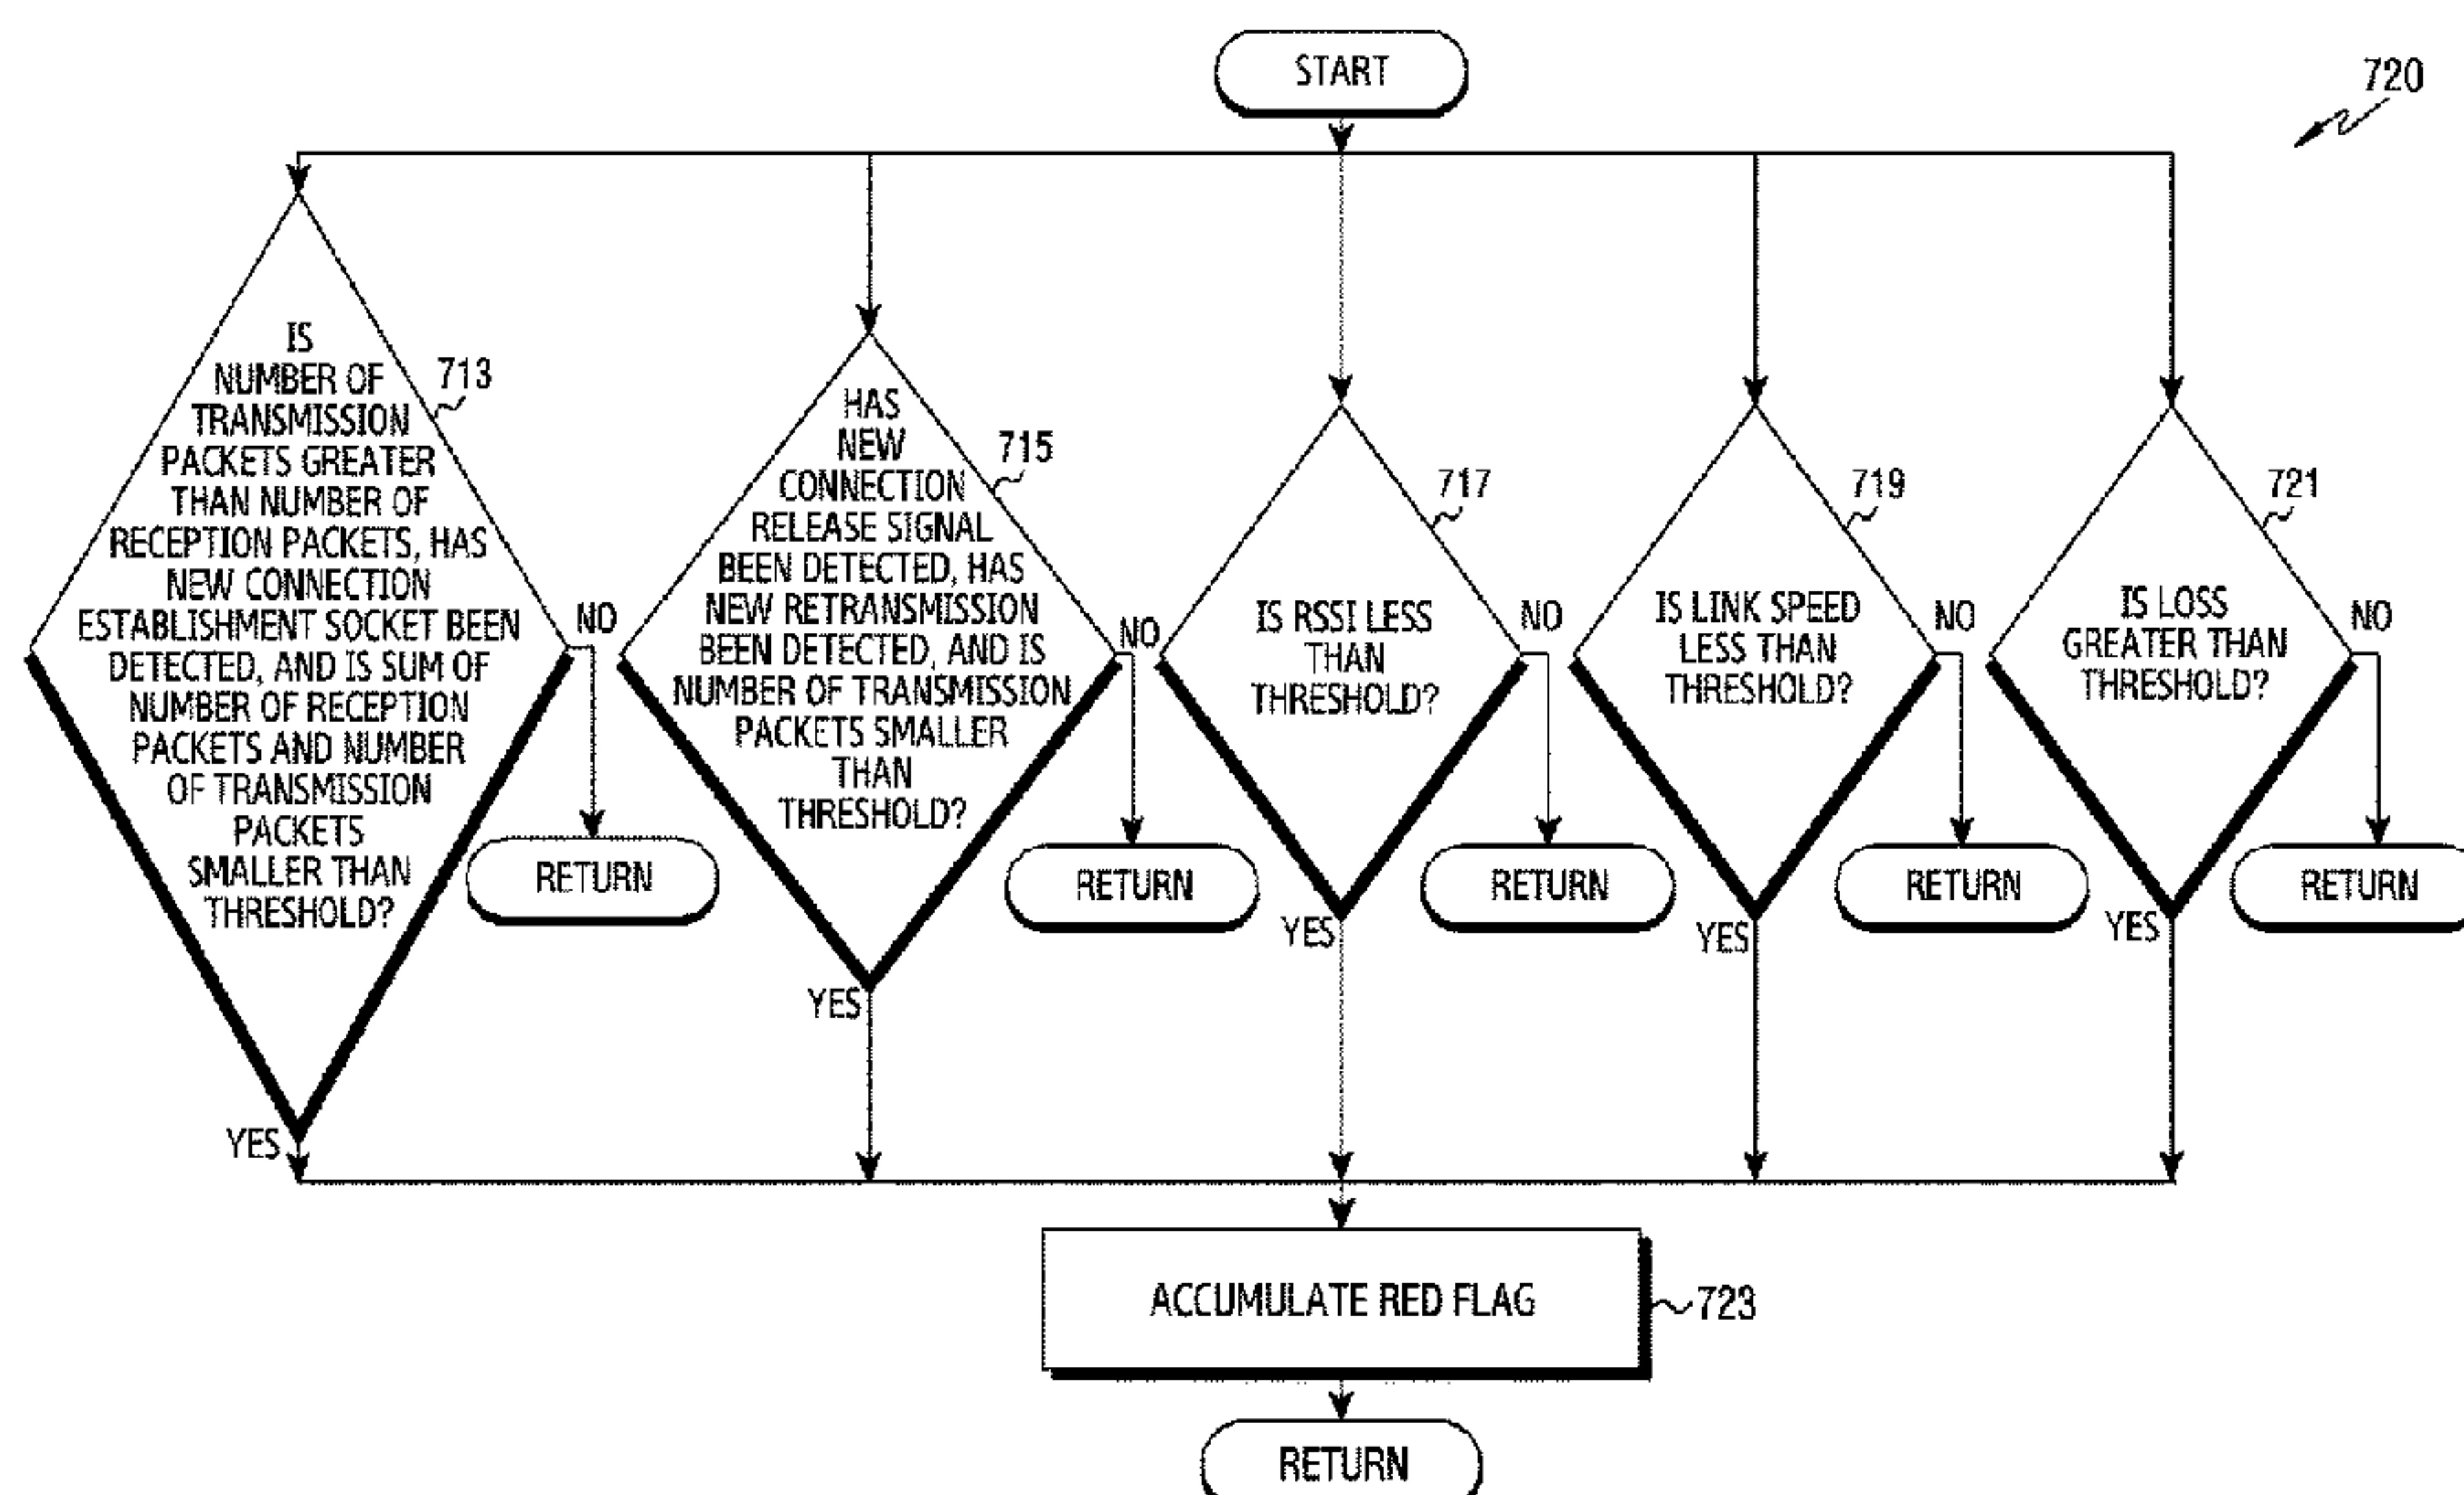 START
720
IS
NUMBER OF
TRANSMISSION
PACKETS GREATER
THAN NUMBER OF
RECEPTION PACKETS, HAS
NEW CONNECTION
ESTABLISHMENT SOCKET BEEN
DETECTED, AND IS SUM OF
NUMBER OF RECEPTION
PACKETS AND NUMBER
OF TRANSMISSION
PACKETS
SMALLER THAN
THRESHOLD?
713
NO
RETURN
YES
HAS
NEW
CONNECTION
RELEASE SIGNAL
BEEN DETECTED, HAS
NEW RETRANSMISSION
BEEN DETECTED, AND IS
NUMBER OF TRANSMISSION
PACKETS SMALLER
THAN
THRESHOLD?
715
NO
RETURN
YES
IS RSSI LESS
THAN
THRESHOLD?
717
NO
RETURN
YES
IS LINK SPEED
LESS THAN
THRESHOLD?
719
NO
RETURN
YES
IS LOSS
GREATER THAN
THRESHOLD?
721
NO
RETURN
YES
ACCUMULATE RED FLAG
723
RETURN